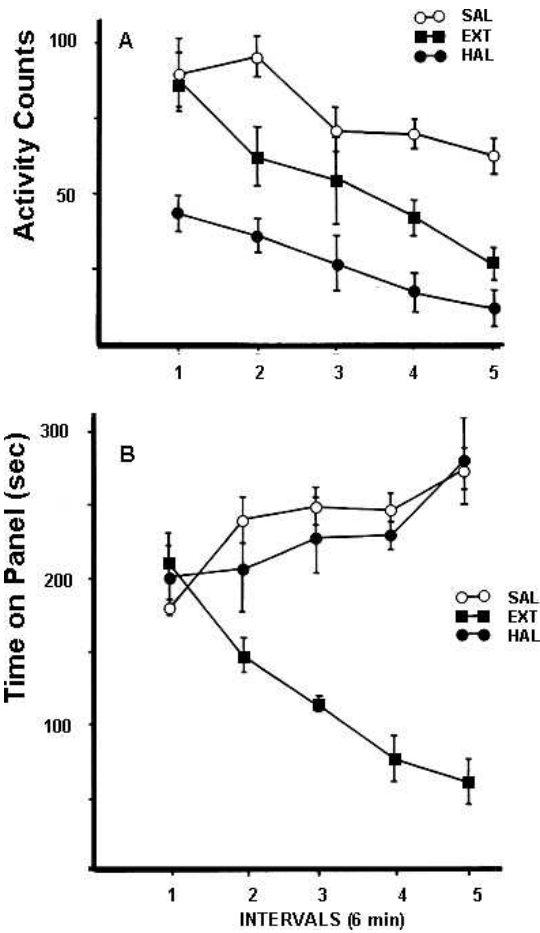 A
SAL
EXT
HAL
100
50
Activity Counts
1 2 3 4 5
B
300
200
100
Time on Panel (sec)
SAL
EXT
HAL
1 2 3 4 5
INTERVALS (6 min)